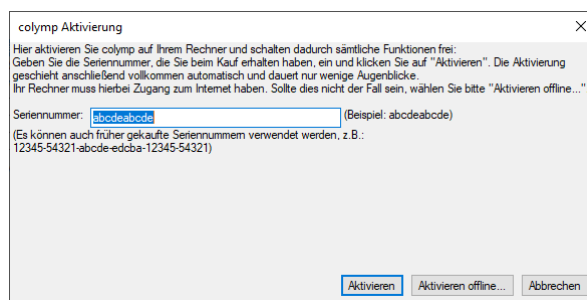 colymp Aktivierung
Hier aktivieren Sie colymp auf Ihrem Rechner und schalten dadurch sämtliche Funktionen frei:
Geben Sie die Seriennummer, die Sie beim Kauf erhalten haben, ein und klicken Sie auf "Aktivieren". Die Aktivierung
geschieht anschließend vollkommen automatisch und dauert nur wenige Augenblicke.
Ihr Rechner muss hierbei Zugang zum Internet haben. Sollte dies nicht der Fall sein, wählen Sie bitte "Aktivieren offline..."
Seriennummer: abcdeabcde (Beispiel: abcdeabcde)
(Es können auch früher gekaufte Seriennummern verwendet werden, z.B.:
12345-54321-abcde-edcba-12345-54321)
Aktivieren Aktivieren offline... Abbrechen